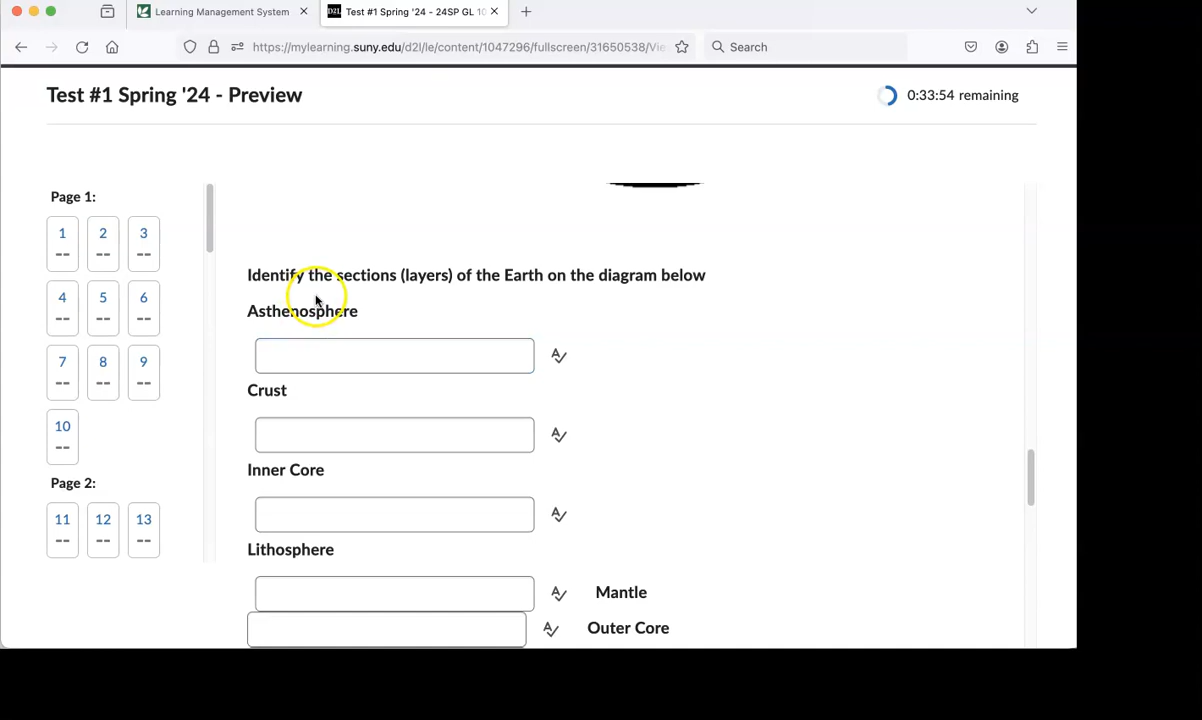 Learning Management System
Test #1 Spring '24 - 24SP GL 10
https://mylearning.suny.edu/d2l/le/content/1047296/fullscreen/31650538/Vie
Search
Test #1 Spring '24 - Preview
0:33:54 remaining
Page 1:
1 2 3
-- -- --
4 5 6
-- -- --
7 8 9
-- -- --
10
--
Page 2:
11 12 13
-- -- --
Identify the sections (layers) of the Earth on the diagram below
Asthenosphere
Crust
Inner Core
Lithosphere
Mantle
Outer Core